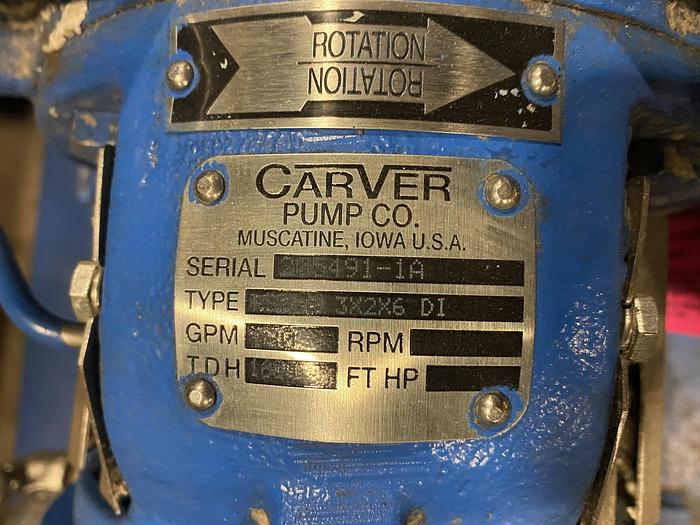 ROTATION
ROTATION
CARVER
PUMP CO.
MUSCATINE, IOWA U.S.A.
SERIAL
TYPE 3X2X6 DI
GPM RPM
TDH FT HP